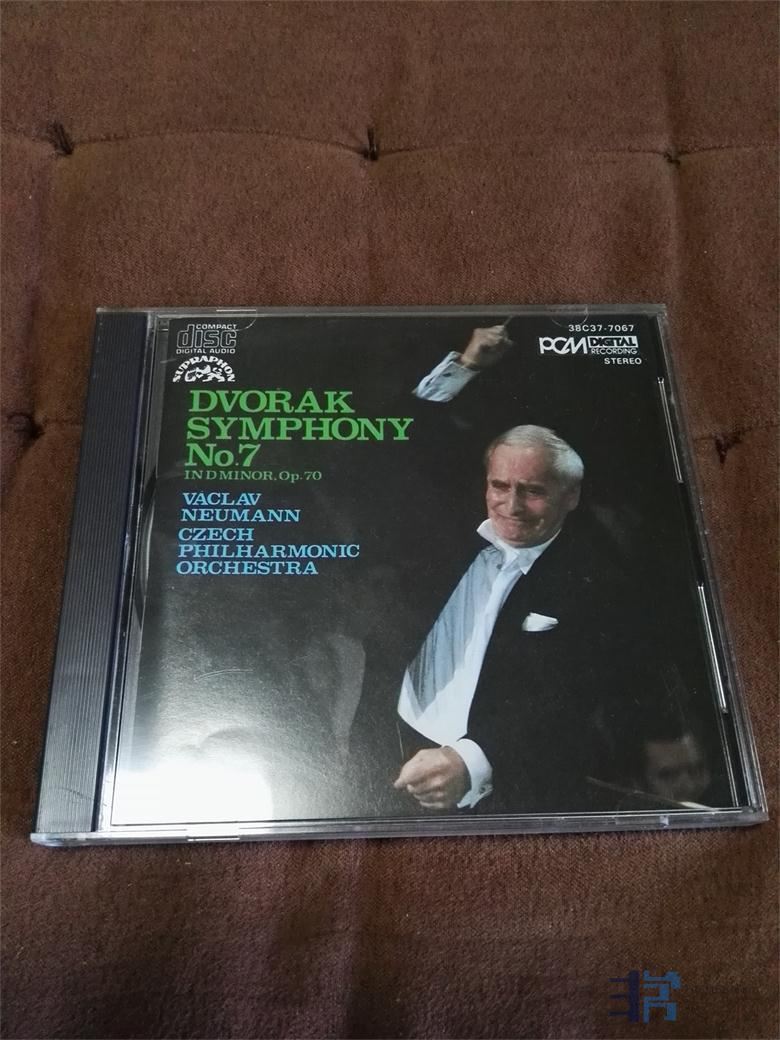 COMPACT
disc
DIGITAL AUDIO
SUPRAPHON
38C37-7067
PCM DIGITAL
RECORDING
STEREO
DVOŘÁK
SYMPHONY
No.7
IN D MINOR, Op.70
VACLAV
NEUMANN
CZECH
PHILHARMONIC
ORCHESTRA